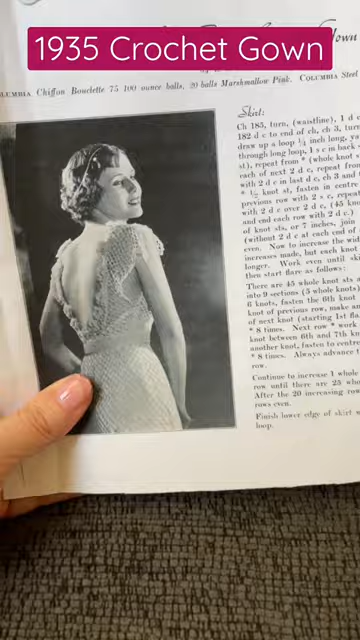 1935 Crochet Gown
Gown
LUMBIA Chiffon Bouclette 75 100 ounce balls, 20 balls Marshmallow Pink. COLUMBIA Steel
Skirt:
Ch 185, turn, (waistline), 1 d c
182 d c to end of ch, ch 3, turn
draw up a loop ¼ inch long, ya
through long loop, 1 s c in back
st), repeat from * (whole knot s
each of next 2 d c, repeat from
with 2 d c in last d c, ch 3 and
* ½ knot st, fasten in centre
previous row with 2 s c, repeat
with 2 d c over 2 d c, (45 kno
and end each row with 2 d c.)
of knot sts, or 7 inches, join
(without 2 d c at each end of
even. Now to increase the wid
increases made, but each knot
longer. Work even until ski
then start flare as follows:
There are 45 whole knot sts
into 9 sections (5 whole knots)
6 knots, fasten the 6th knot
knot of previous row, make an
of next knot (starting 1st fla
* 8 times. Next row * work
knot between 6th and 7th kn
another knot, fasten to centre
* 8 times. Always advance
row.
Continue to increase 1 whole
row until there are 25 who
After the 20 increasing row
rows even.
Finish lower edge of skirt w
loop.